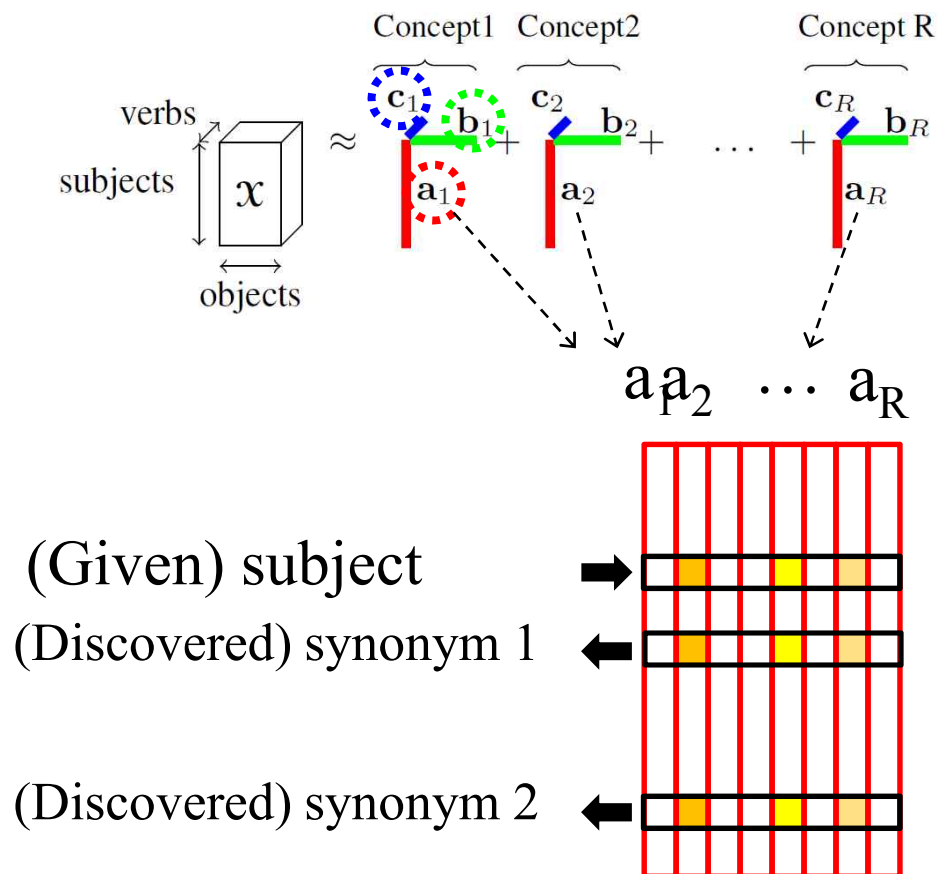 Concept1 Concept2 Concept R
c1 c2 cR
verbs b1 b2 bR
≈ + + ... +
subjects X a1 a2 aR
objects
a1 a2 ... aR
(Given) subject
(Discovered) synonym 1
(Discovered) synonym 2